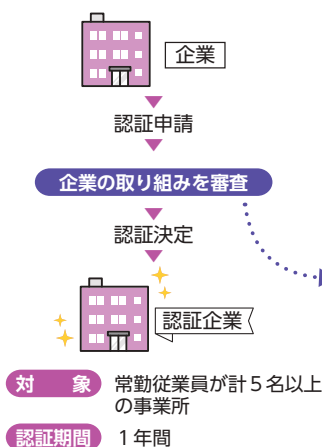 企業
認証申請
企業の取り組みを審査
認証決定
認証企業
対　象 常勤従業員が計５名以上
の事業所
認証期間 １年間